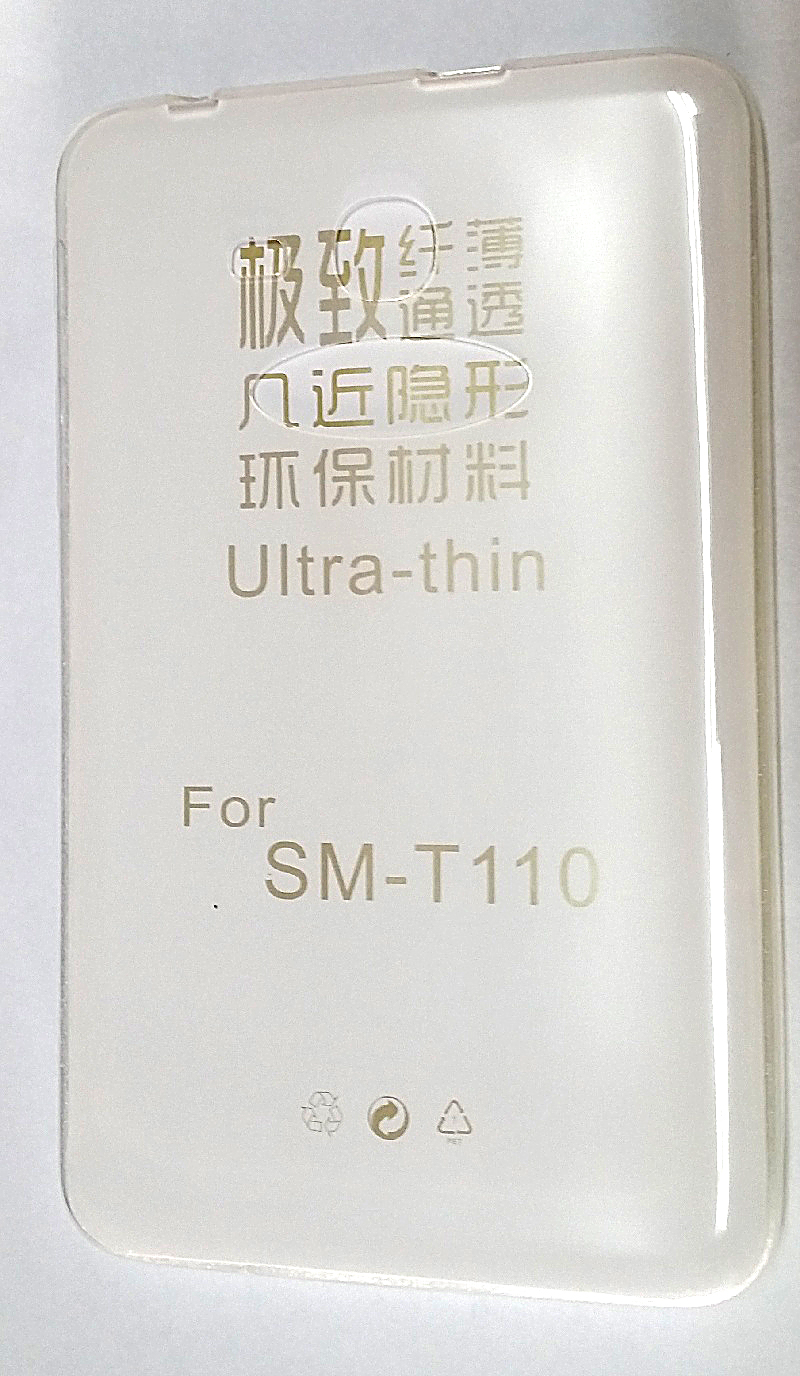 极致纤薄
通透
几近隐形
环保材料
Ultra-thin
For
SM-T110
PET